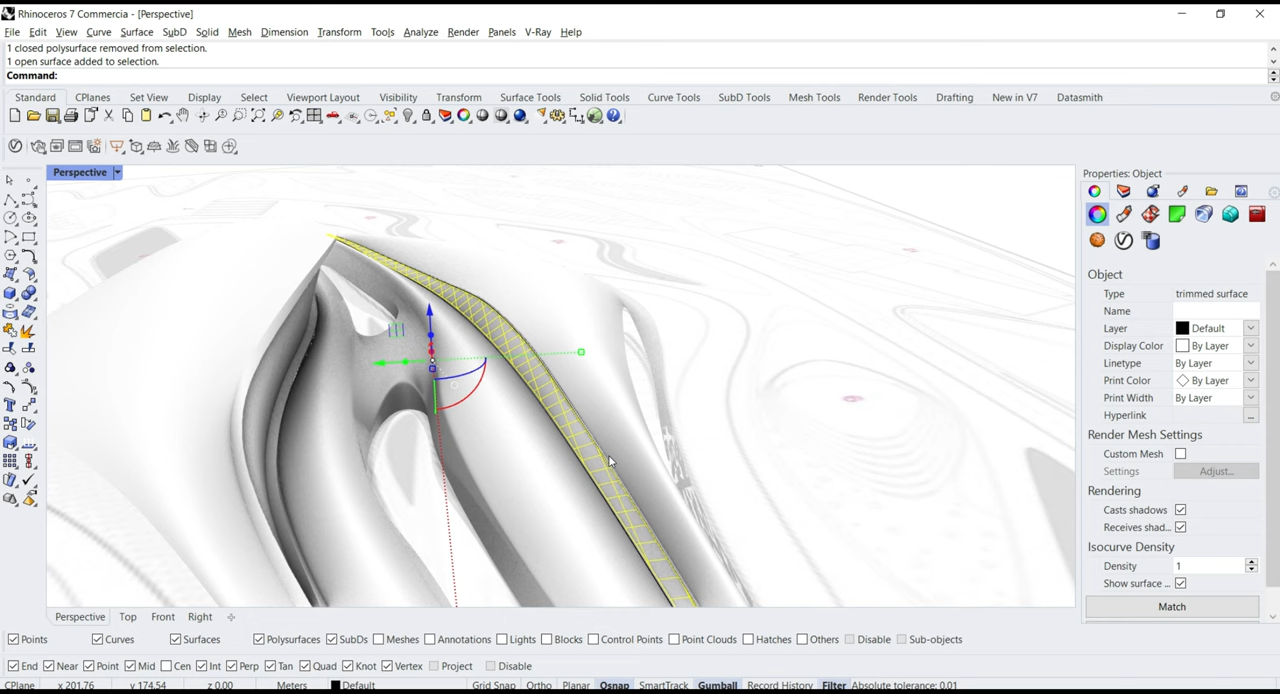 Rhinoceros 7 Commercia - [Perspective]
File Edit View Curve Surface SubD Solid Mesh Dimension Transform Tools Analyze Render Panels V-Ray Help
1 closed polysurface removed from selection.
1 open surface added to selection.
Command:
Standard CPlanes Set View Display Select Viewport Layout Visibility Transform Surface Tools Solid Tools Curve Tools SubD Tools Mesh Tools Render Tools Drafting New in V7 Datasmith
Perspective
Properties: Object
Object
Type trimmed surface
Name
Layer Default
Display Color By Layer
Linetype By Layer
Print Color By Layer
Print Width By Layer
Hyperlink ...
Render Mesh Settings
Custom Mesh
Settings Adjust...
Rendering
Casts shadows
Receives shad...
Isocurve Density
Density 1
Show surface ...
Match
Perspective Top Front Right
Points Curves Surfaces Polysurfaces SubDs Meshes Annotations Lights Blocks Control Points Point Clouds Hatches Others Disable Sub-objects
End Near Point Mid Cen Int Perp Tan Quad Knot Vertex Project Disable
CPlane x 201.76 y 174.54 z 0.00 Meters Default Grid Snap Ortho Planar Osnap SmartTrack Gumball Record History Filter Absolute tolerance: 0.01